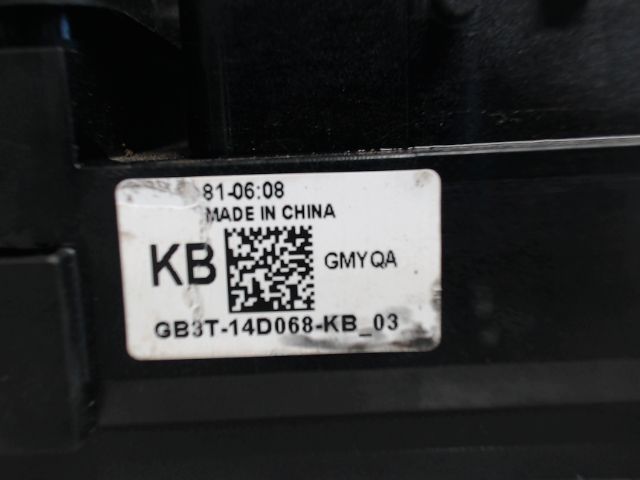 81-06:08
MADE IN CHINA
KB
GMYQA
GB3T-14D068-KB_03